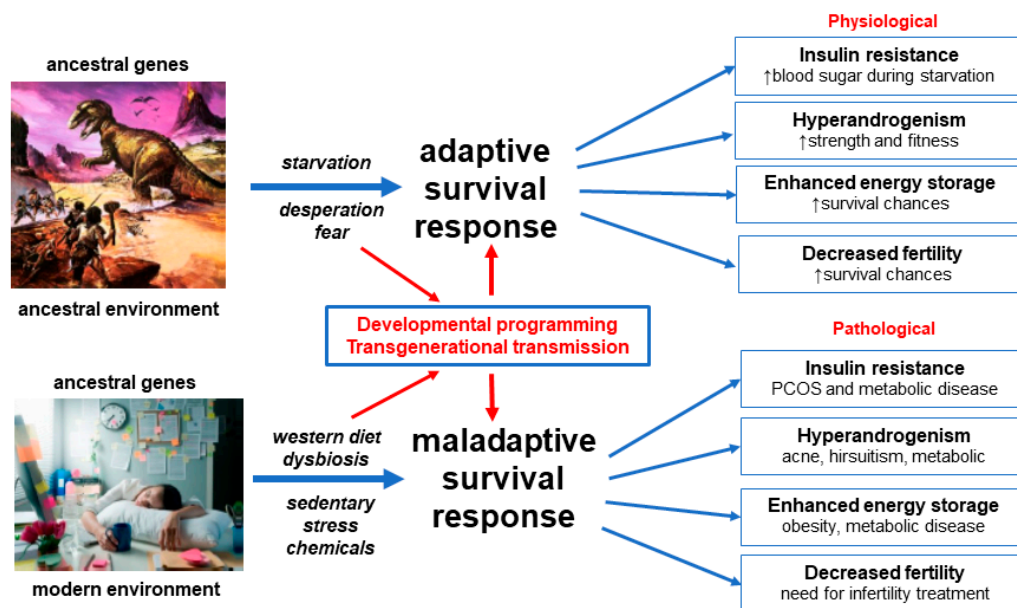 Physiological
ancestral genes
Insulin resistance
↑blood sugar during starvation
Hyperandrogenism
↑strength and fitness
starvation
adaptive
survival
response
Enhanced energy storage
↑survival chances
desperation
fear
Decreased fertility
↑survival chances
ancestral environment
Developmental programming
Transgenerational transmission
Pathological
ancestral genes
Insulin resistance
PCOS and metabolic disease
western diet
dysbiosis
maladaptive
survival
response
Hyperandrogenism
acne, hirsuitism, metabolic
sedentary
stress
chemicals
Enhanced energy storage
obesity, metabolic disease
Decreased fertility
need for infertility treatment
modern environment